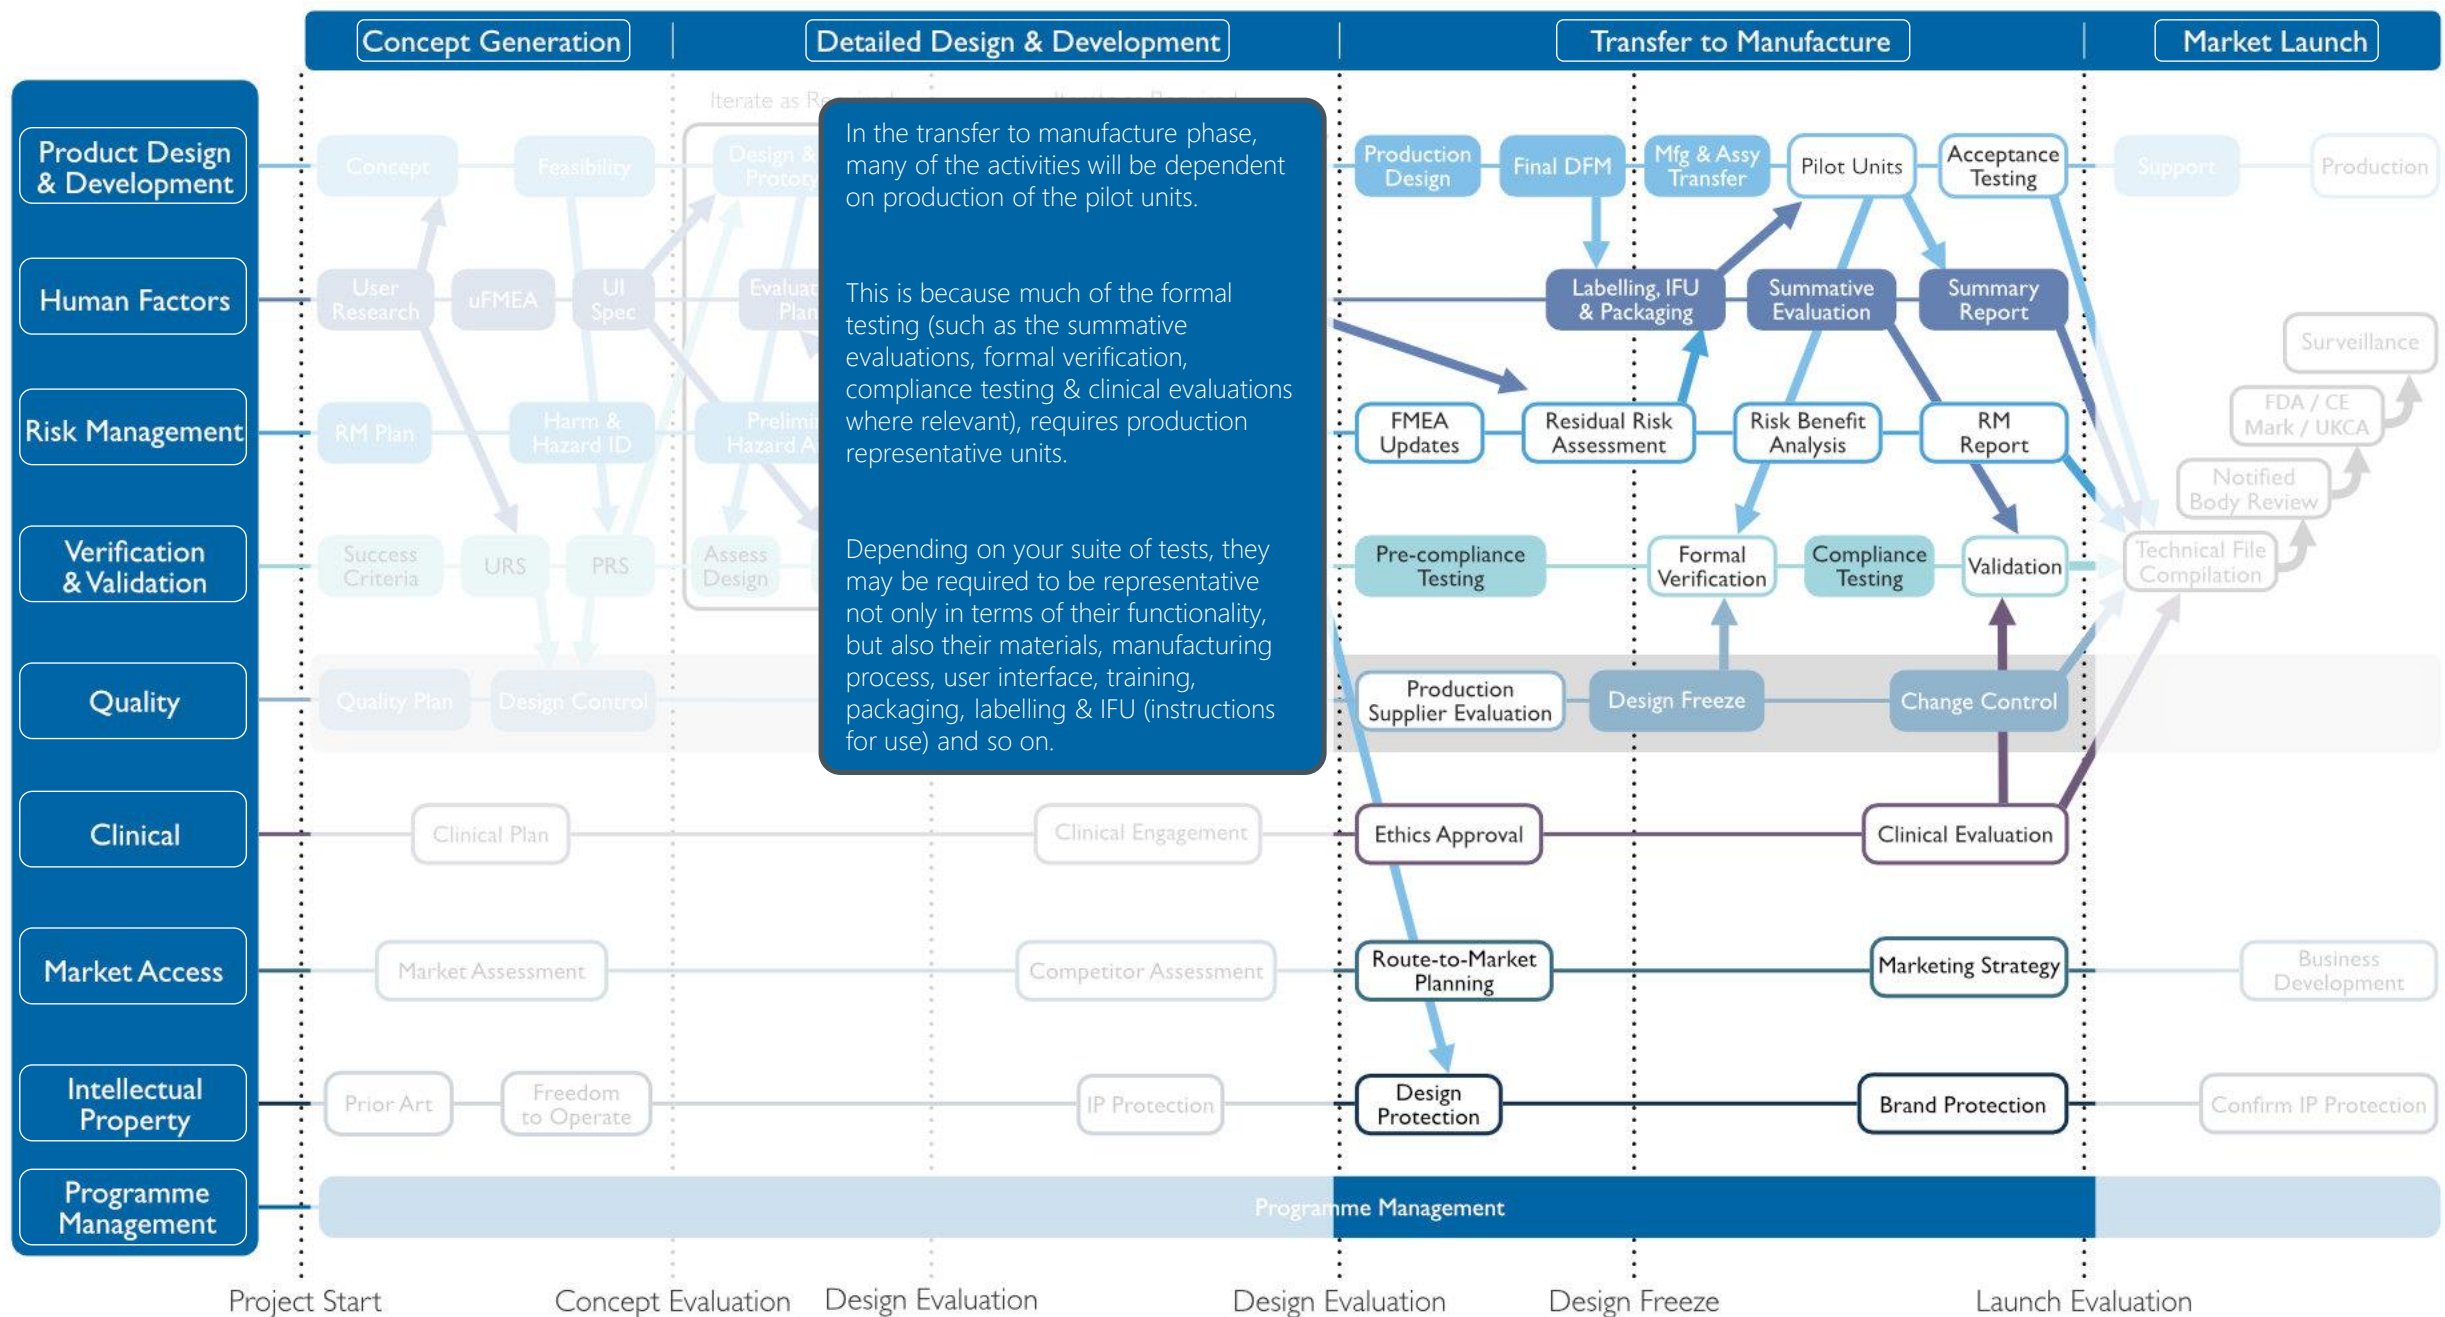 Concept Generation
Detailed Design & Development
Transfer to Manufacture
Market Launch
Product Design
& Development
Human Factors
Risk Management
Verification
& Validation
Quality
Clinical
Market Access
Intellectual
Property
Programme
Management
Iterate as
Concept
Feasibility
Design &
User
Research
uFMEA
UI
Spec
RM Plan
Harm &
Hazard ID
Hazard
Success
Criteria
URS
PRS
Assess
Design
Quality Plan
Design Control
Clinical Plan
Clinical Engagement
Market Assessment
Competitor Assessment
Prior Art
Freedom
to Operate
IP Protection
In the transfer to manufacture phase,
many of the activities will be dependent
on production of the pilot units.
This is because much of the formal
testing (such as the summative
evaluations, formal verification,
compliance testing & clinical evaluations
where relevant), requires production
representative units.
Depending on your suite of tests, they
may be required to be representative
not only in terms of their functionality,
but also their materials, manufacturing
process, user interface, training,
packaging, labelling & IFU (instructions
for use) and so on.
Production
Design
Final DFM
Mfg & Assy
Transfer
Pilot Units
Acceptance
Testing
Support
Production
Labelling, IFU
& Packaging
Summative
Evaluation
Summary
Report
Surveillance
FMEA
Updates
Residual Risk
Assessment
Risk Benefit
Analysis
RM
Report
FDA / CE
Mark / UKCA
Notified
Body Review
Pre-compliance
Testing
Formal
Verification
Compliance
Testing
Validation
Technical File
Compilation
Production
Supplier Evaluation
Design Freeze
Change Control
Ethics Approval
Clinical Evaluation
Route-to-Market
Planning
Marketing Strategy
Business
Development
Design
Protection
Brand Protection
Confirm IP Protection
Programme Management
Project Start
Concept Evaluation
Design Evaluation
Design Evaluation
Design Freeze
Launch Evaluation